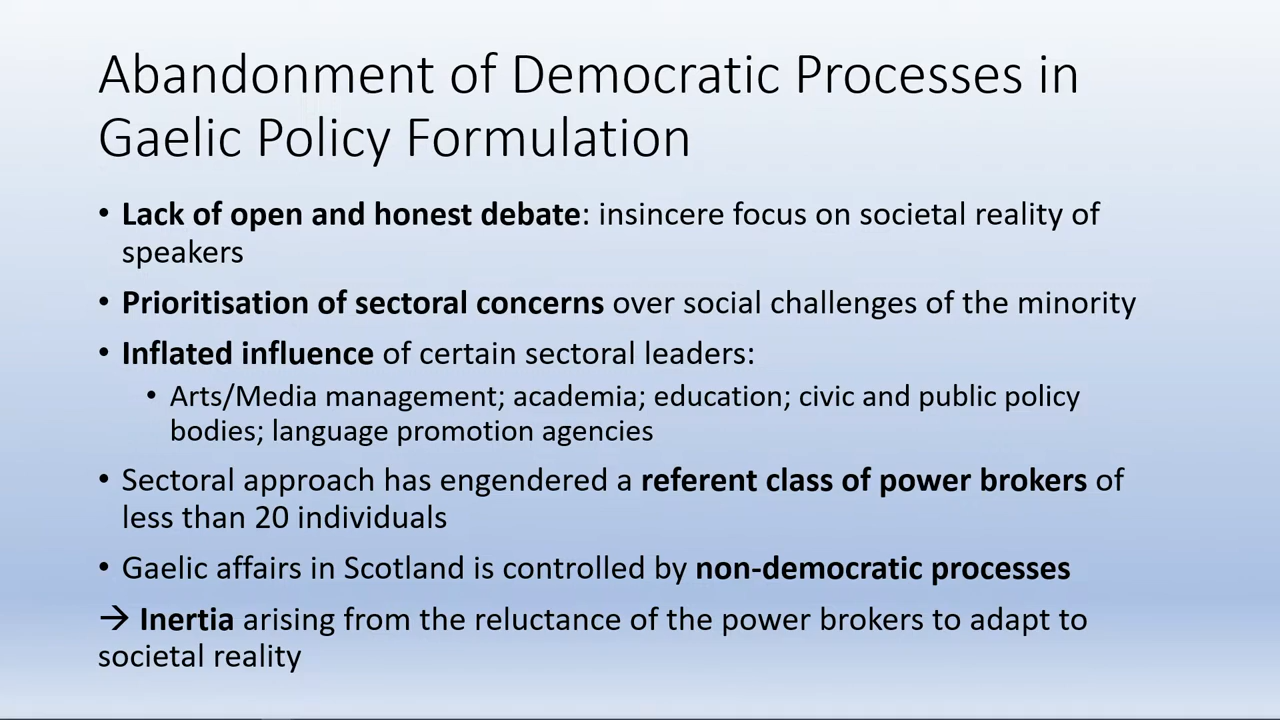 Abandonment of Democratic Processes in
Gaelic Policy Formulation
• Lack of open and honest debate: insincere focus on societal reality of
speakers
• Prioritisation of sectoral concerns over social challenges of the minority
• Inflated influence of certain sectoral leaders:
• Arts/Media management; academia; education; civic and public policy
bodies; language promotion agencies
• Sectoral approach has engendered a referent class of power brokers of
less than 20 individuals
• Gaelic affairs in Scotland is controlled by non-democratic processes
→ Inertia arising from the reluctance of the power brokers to adapt to
societal reality